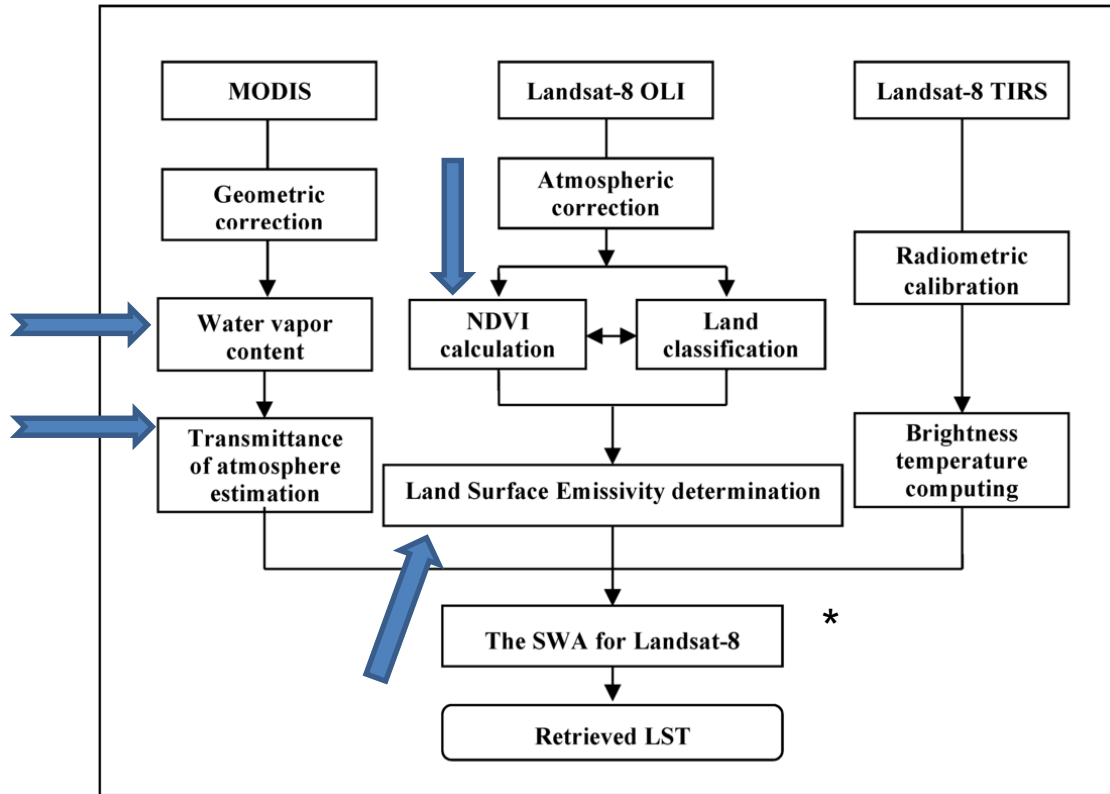 MODIS
Landsat-8 OLI
Landsat-8 TIRS
Geometric
correction
Atmospheric
correction
Radiometric
calibration
Water vapor
content
NDVI
calculation
Land
classification
Transmittance
of atmosphere
estimation
Land Surface Emissivity determination
Brightness
temperature
computing
The SWA for Landsat-8
*
Retrieved LST